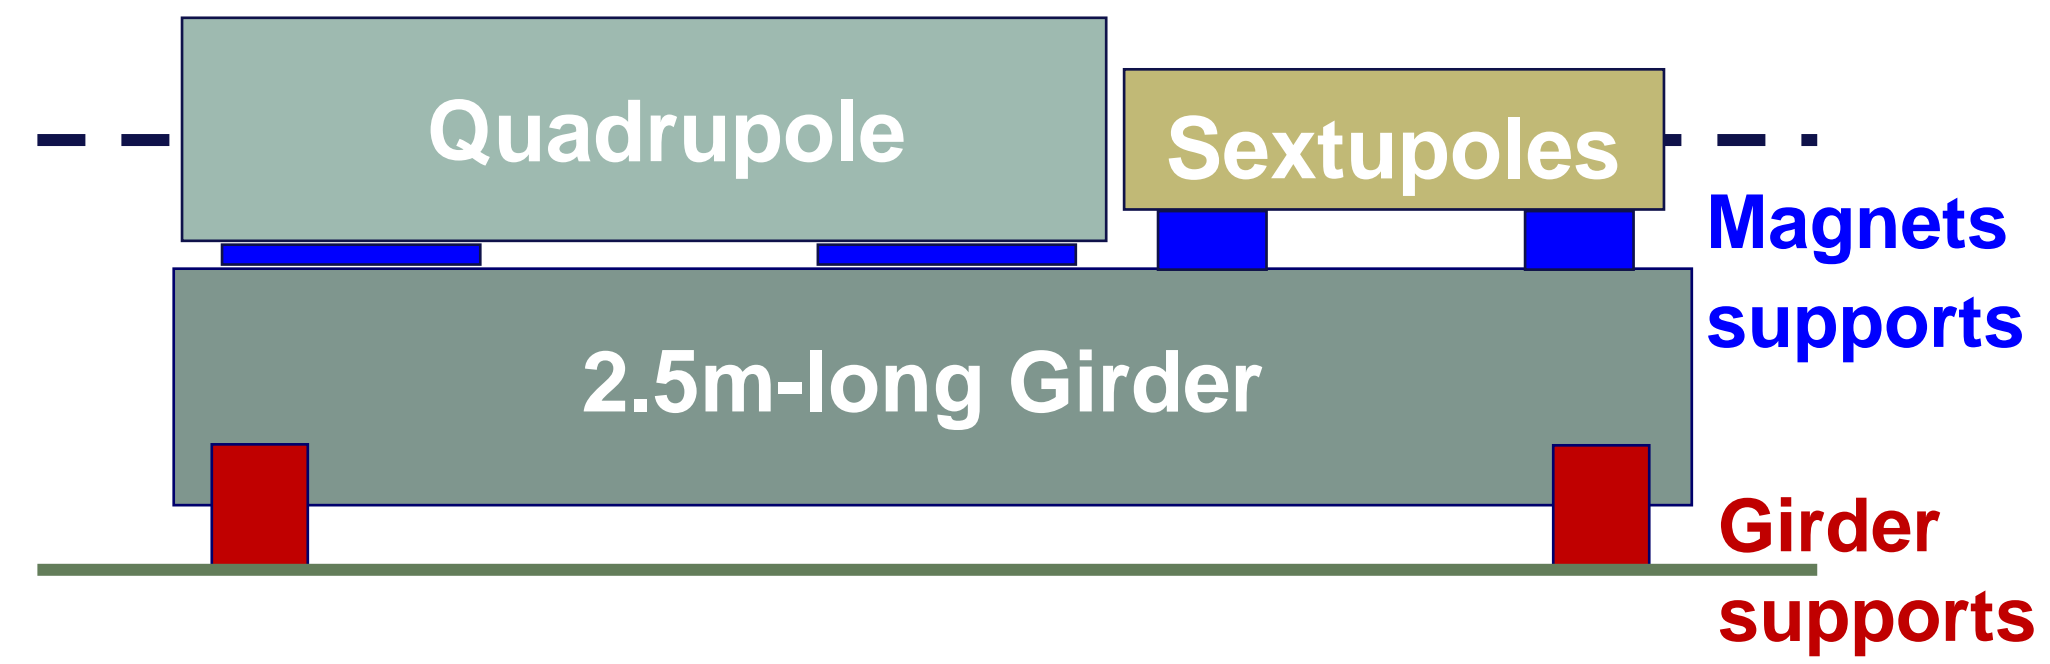 Quadrupole
Sextupoles
Magnets
supports
2.5m-long Girder
Girder
supports